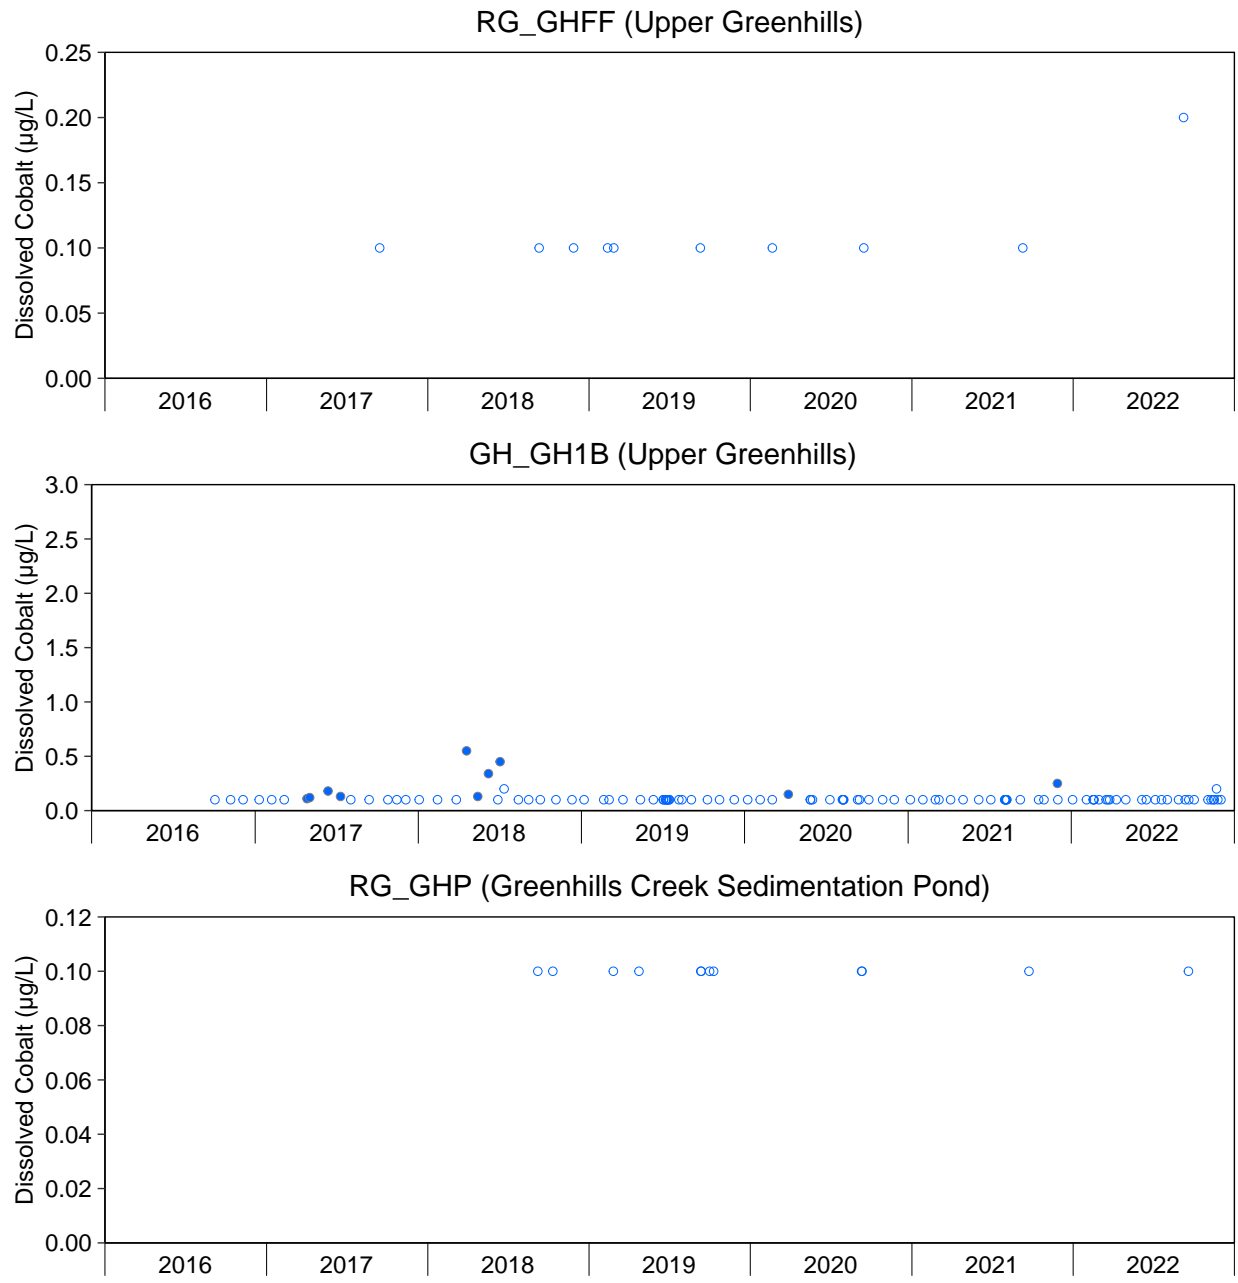 RG_GHFF (Upper Greenhills)
Dissolved Cobalt (µg/L)
0.25
0.20
0.15
0.10
0.05
0.00
2016 2017 2018 2019 2020 2021 2022
GH_GH1B (Upper Greenhills)
Dissolved Cobalt (µg/L)
3.0
2.5
2.0
1.5
1.0
0.5
0.0
2016 2017 2018 2019 2020 2021 2022
RG_GHP (Greenhills Creek Sedimentation Pond)
Dissolved Cobalt (µg/L)
0.12
0.10
0.08
0.06
0.04
0.02
0.00
2016 2017 2018 2019 2020 2021 2022